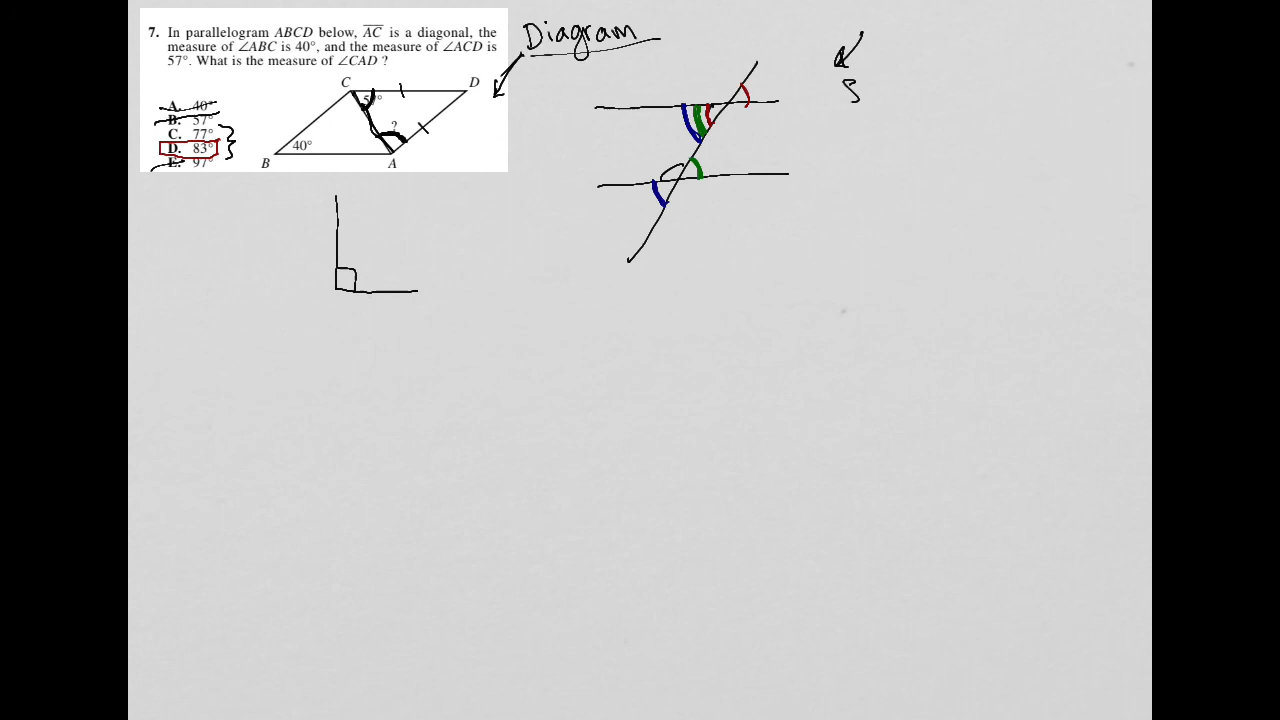 7. In parallelogram ABCD below, AC is a diagonal, the
measure of ∠ABC is 40°, and the measure of ∠ACD is
57°. What is the measure of ∠CAD ?
Diagram
C
D
A. 40°
B. 57°
C. 77°
D. 83°
E. 97°
57°
?
40°
B
A